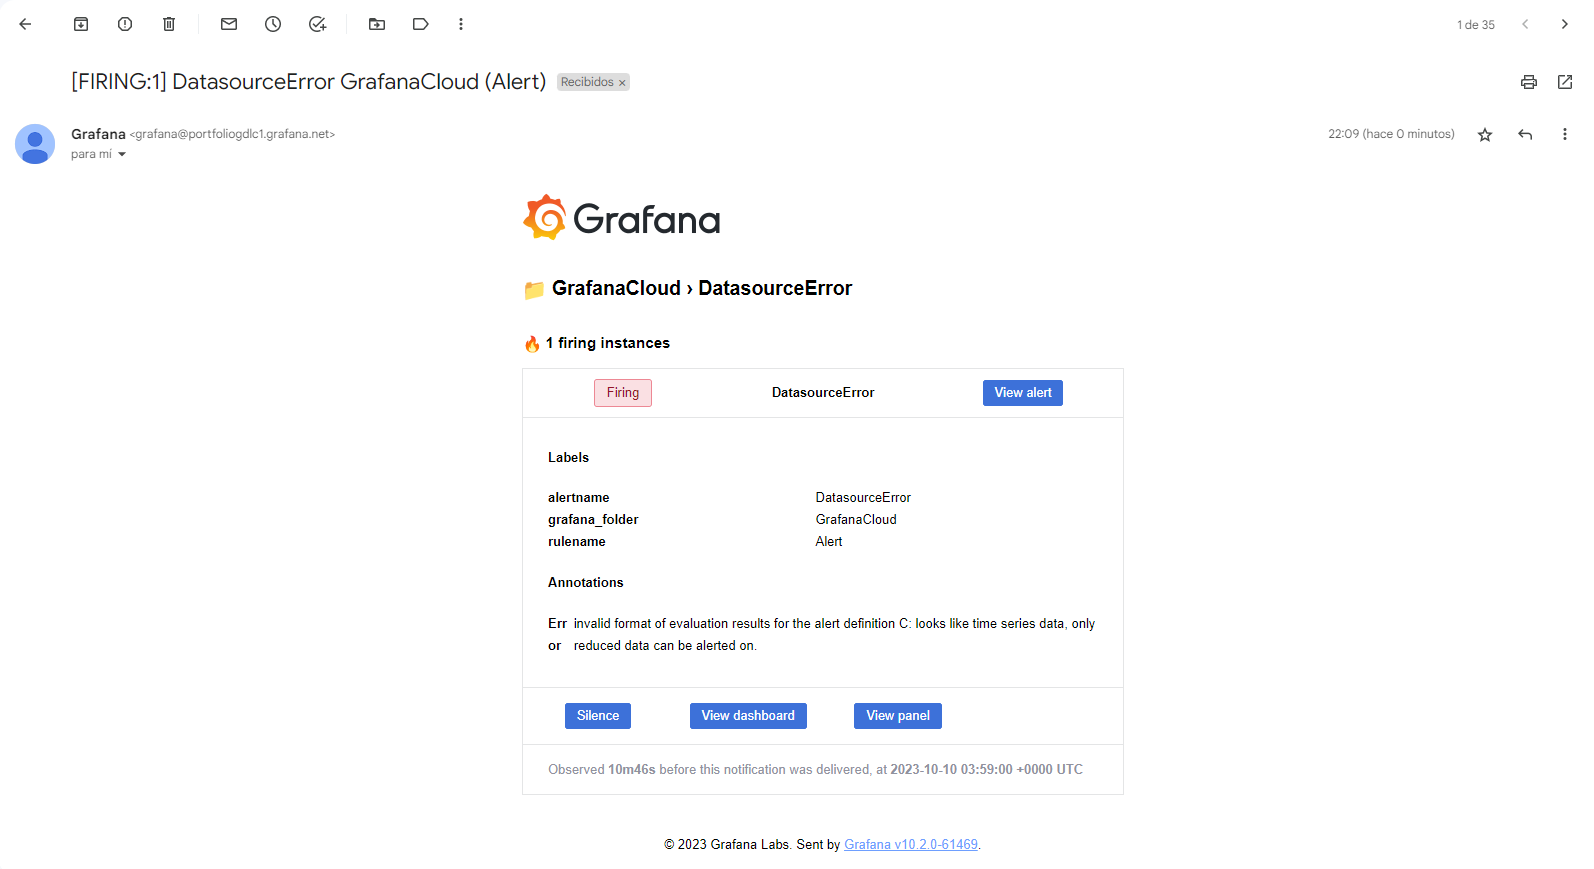 1 de 35
[FIRING:1] DatasourceError GrafanaCloud (Alert) Recibidos ×
Grafana <grafana@portfoliogdlc1.grafana.net> 22:09 (hace 0 minutos)
para mí
Grafana
GrafanaCloud › DatasourceError
1 firing instances
Firing DatasourceError View alert
Labels
alertname DatasourceError
grafana_folder GrafanaCloud
rulename Alert
Annotations
Err invalid format of evaluation results for the alert definition C: looks like time series data, only
or reduced data can be alerted on.
Silence View dashboard View panel
Observed 10m46s before this notification was delivered, at 2023-10-10 03:59:00 +0000 UTC
© 2023 Grafana Labs. Sent by Grafana v10.2.0-61469.